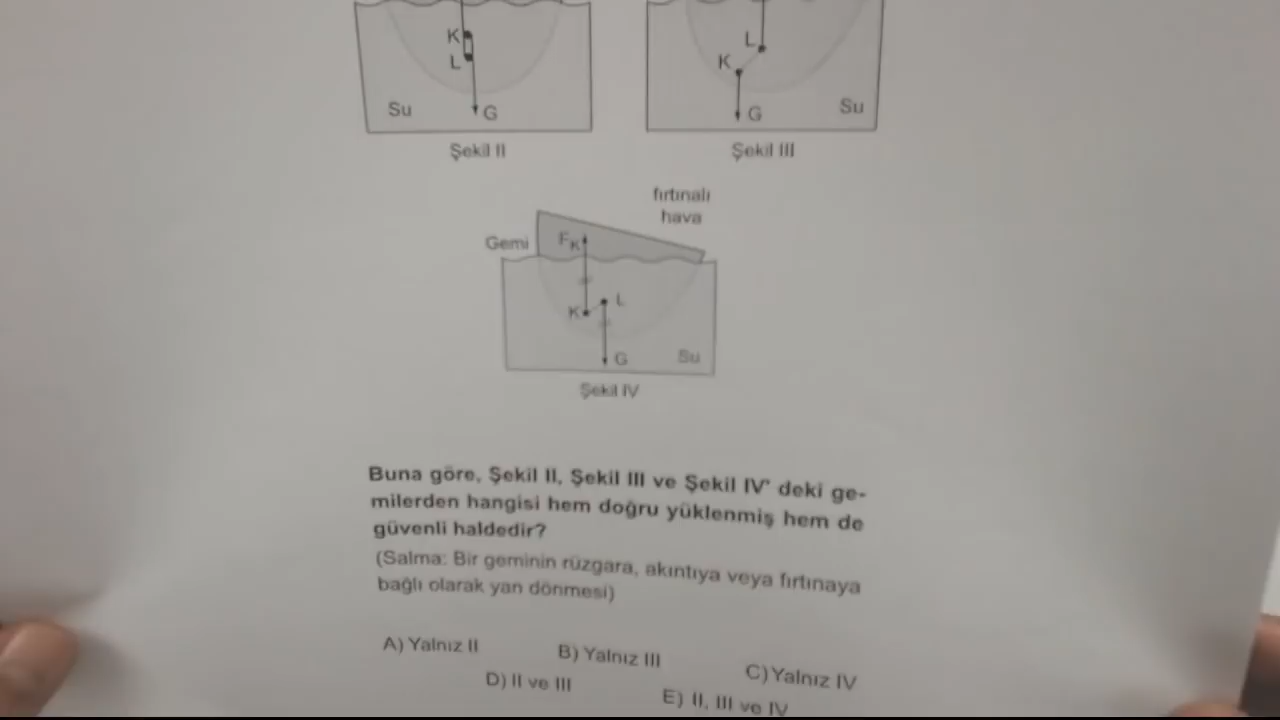 K
L
Su
G
Şekil II
L
K
G
Su
Şekil III
fırtınalı
hava
Gemi
FK
K
L
G
Su
Şekil IV
Buna göre, Şekil II, Şekil III ve Şekil IV' deki ge-
milerden hangisi hem doğru yüklenmiş hem de
güvenli haldedir?
(Salma: Bir geminin rüzgara, akıntıya veya fırtınaya
bağlı olarak yan dönmesi)
A) Yalnız II
B) Yalnız III
C) Yalnız IV
D) II ve III
E) II, III ve IV